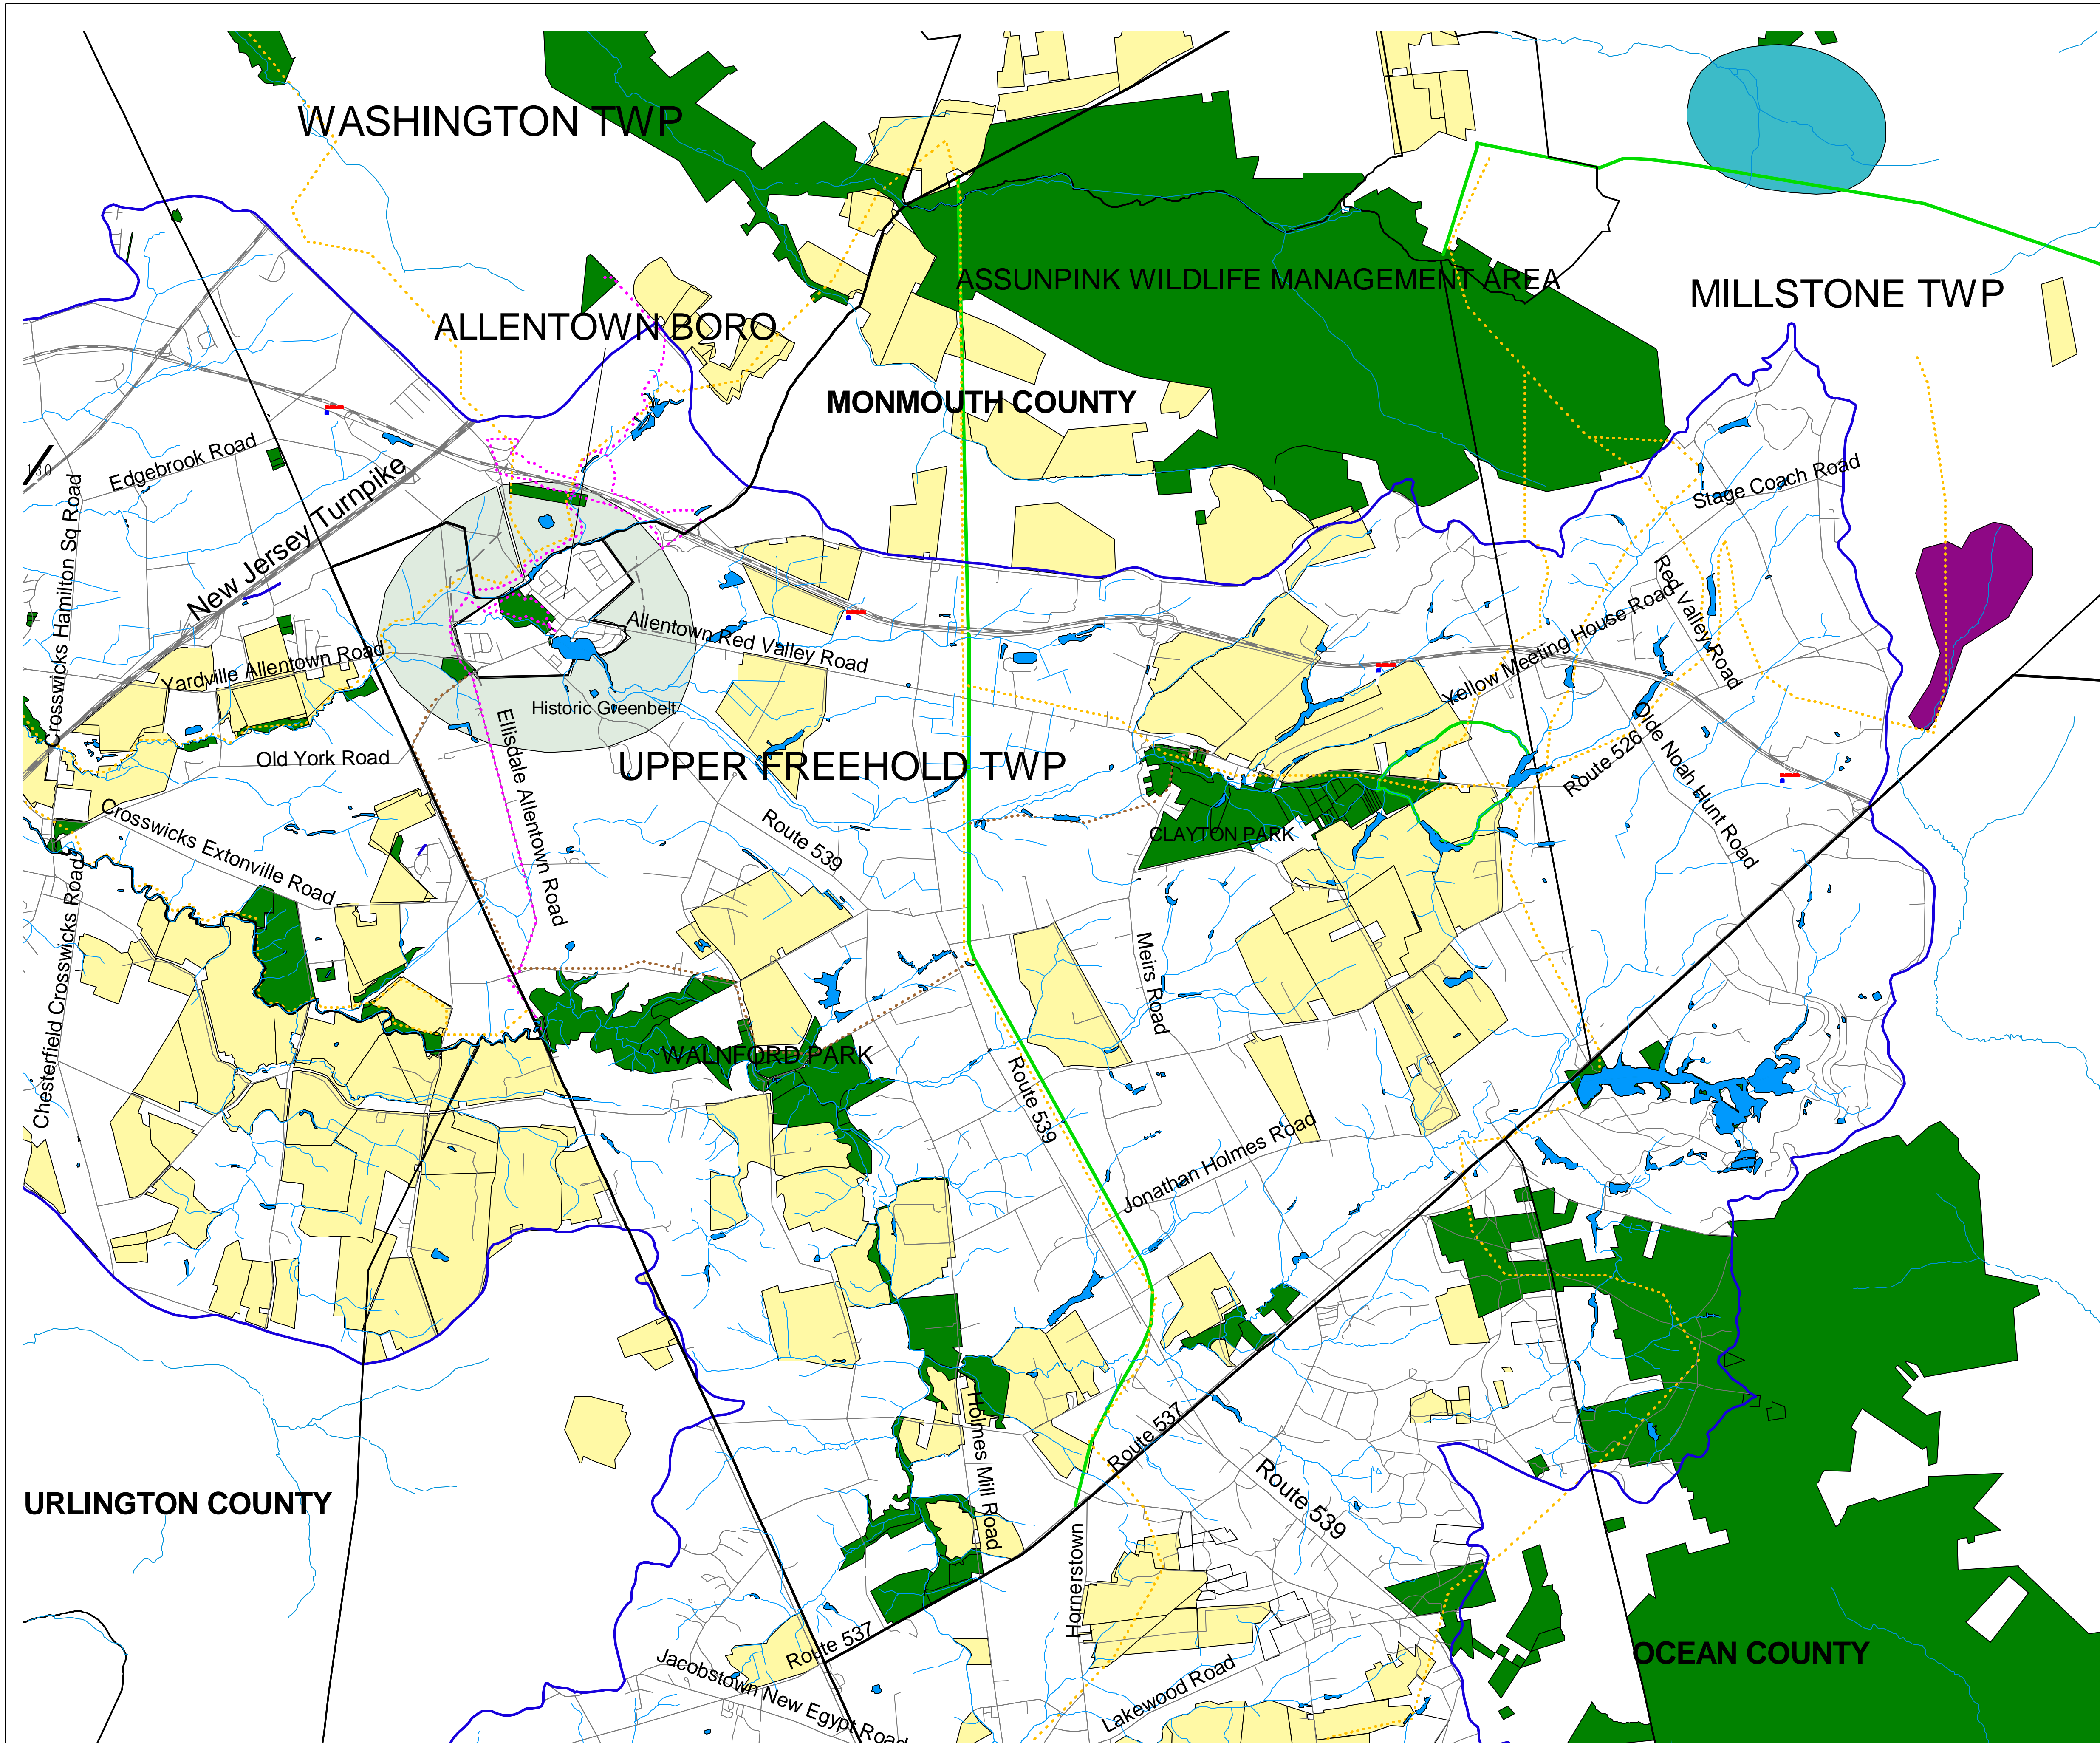 WASHINGTON TWP
ASSUNPINK WILDLIFE MANAGEMENT AREA
MILLSTONE TWP
ALLENTOWN BORO
MONMOUTH COUNTY
Edgebrook Road
130
New Jersey Turnpike
Stage Coach Road
Crosswicks Hamilton Sq Road
Red Valley Road
Yellow Meeting House Road
Allentown Red Valley Road
Yardville Allentown Road
Historic Greenbelt
Ellisdale Allentown Road
Old York Road
UPPER FREEHOLD TWP
Route 526
Olde Noah Hunt Road
Crosswicks Extonville Road
Route 539
CLAYTON PARK
Chesterfield Crosswicks Road
Meirs Road
WALNFORD PARK
Route 539
Jonathan Holmes Road
Holmes Mill Road
Route 537
Route 539
URLINGTON COUNTY
Hornerstown
Route 537
Jacobstown New Egypt Road
Lakewood Road
OCEAN COUNTY